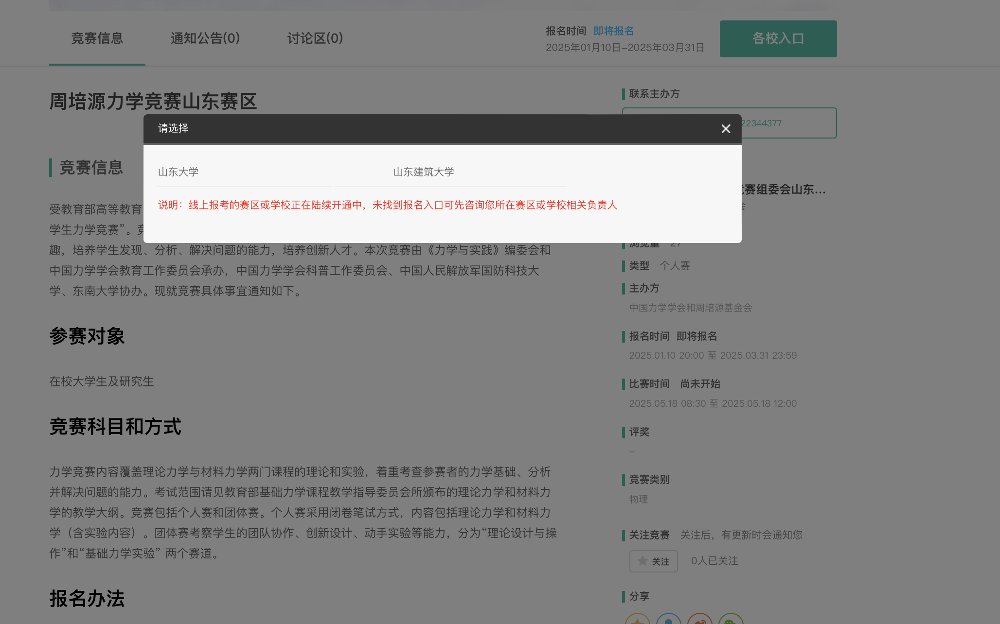 竞赛信息
通知公告(0)
讨论区(0)
报名时间 即将报名
2025年01月10日-2025年03月31日
各校入口
周培源力学竞赛山东赛区
竞赛信息
受教育部高等教育
学生力学竞赛”。
趣，培养学生发现、分析、解决问题的能力，培养创新人才。本次竞赛由《力学与实践》编委会和
中国力学学会教育工作委员会承办，中国力学学会科普工作委员会、中国人民解放军国防科技大
学、东南大学协办。现就竞赛具体事宜通知如下。
参赛对象
在校大学生及研究生
竞赛科目和方式
力学竞赛内容覆盖理论力学与材料力学两门课程的理论和实验，着重考查参赛者的力学基础、分析
并解决问题的能力。考试范围请见教育部基础力学课程教学指导委员会所颁布的理论力学和材料力
学的教学大纲。竞赛包括个人赛和团体赛。个人赛采用闭卷笔试方式，内容包括理论力学和材料力
学（含实验内容）。团体赛考察学生的团队协作、创新设计、动手实验等能力，分为“理论设计与操
作”和“基础力学实验” 两个赛道。
报名办法
请选择
山东大学
山东建筑大学
说明：线上报考的赛区或学校正在陆续开通中，未找到报名入口可先咨询您所在赛区或学校相关负责人
联系主办方
22344377
赛组委会山东...
浏览量 27
类型 个人赛
主办方
中国力学学会和周培源基金会
报名时间 即将报名
2025.01.10 20:00 至 2025.03.31 23:59
比赛时间 尚未开始
2025.05.18 08:30 至 2025.05.18 12:00
评奖
–
竞赛类别
物理
关注竞赛 关注后，有更新时会通知您
关注 0人已关注
分享